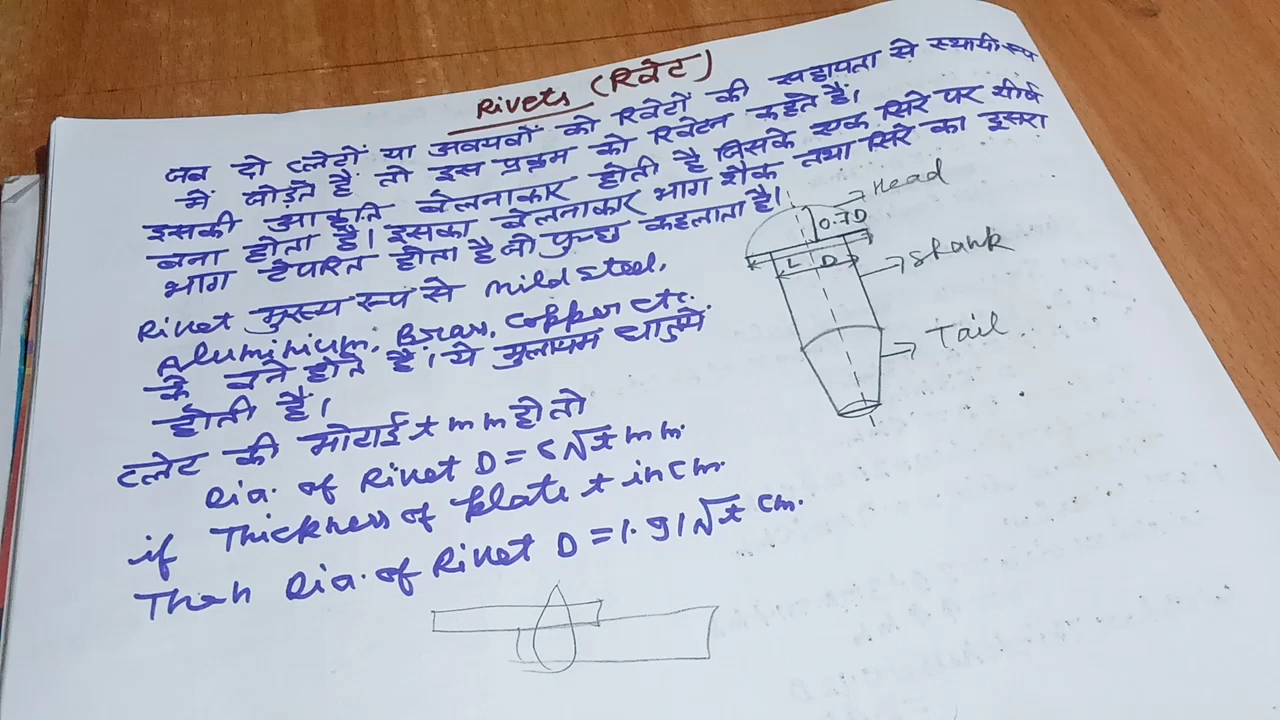 Rivets (रिवेट)
जब दो प्लेटों या अवयवों को रिवेटों की सहायता से स्थायी रूप
में जोड़ते हैं तो इस प्रक्रम को रिवेटन कहते हैं।
इसकी आकृति बेलनाकार होती है जिसके एक सिरे पर शीर्ष
बना होता है। इसका बेलनाकार भाग शैंक तथा सिरे का दूसरा
भाग टेपरित होता है जो पुच्छ कहलाता है।
Rivet मुख्य रूप से mild steel,
Aluminium, Brass, Copper etc.
के बने होते हैं। ये मुलायम धातुयें
होती हैं।
प्लेट की मोटाई t mm हो तो
Dia. of Rivet D = 6√t mm.
if Thickness of plate t in cm.
Then Dia. of Rivet D = 1.91√t cm.
Head
0.7D
L D
Shank
Tail